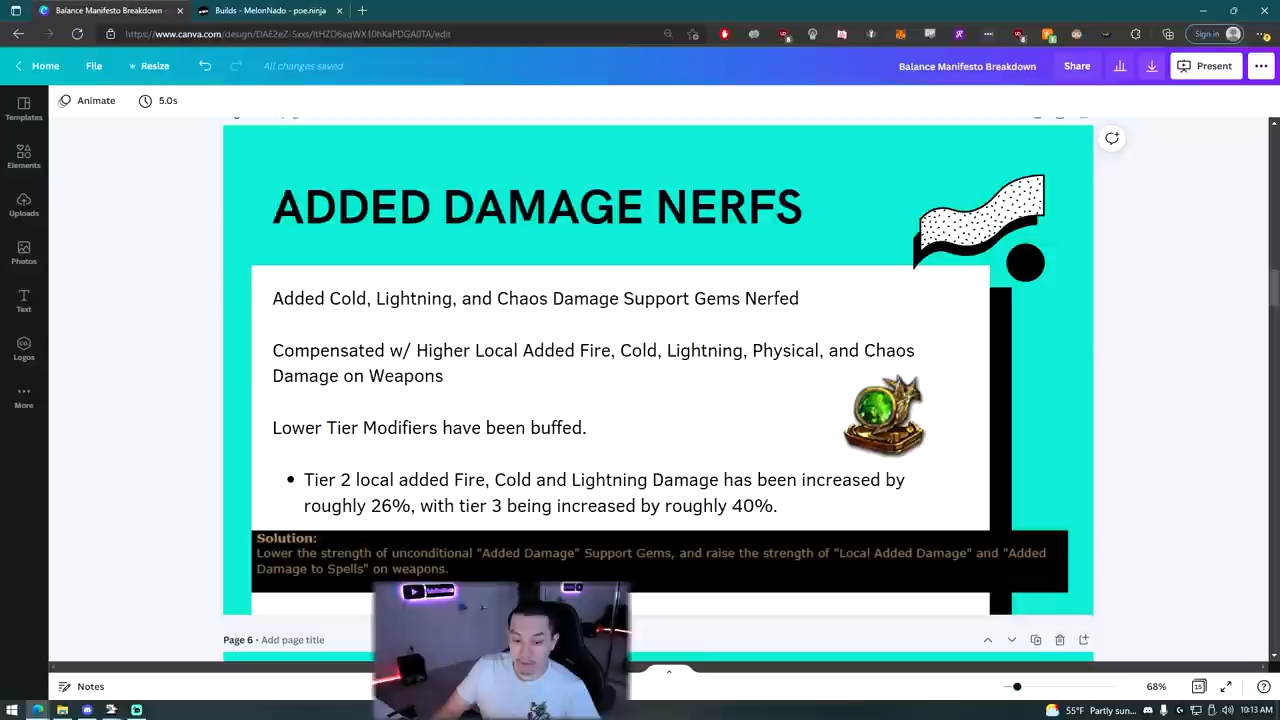 Balance Manifesto Breakdown -
Builds - MelonNado - poe.ninja
Sign in
Home
File
Resize
All changes saved
Balance Manifesto Breakdown
Share
Present
Animate
5.0s
Templates
Elements
Uploads
Photos
Text
Logos
More
ADDED DAMAGE NERFS
Added Cold, Lightning, and Chaos Damage Support Gems Nerfed
Compensated w/ Higher Local Added Fire, Cold, Lightning, Physical, and Chaos
Damage on Weapons
Lower Tier Modifiers have been buffed.
Tier 2 local added Fire, Cold and Lightning Damage has been increased by
roughly 26%, with tier 3 being increased by roughly 40%.
Solution:
Lower the strength of unconditional "Added Damage" Support Gems, and raise the strength of "Local Added Damage" and "Added
Damage to Spells" on weapons.
Page 6 - Add page title
Notes
68%
15
55°F Partly sun...
10:13 AM